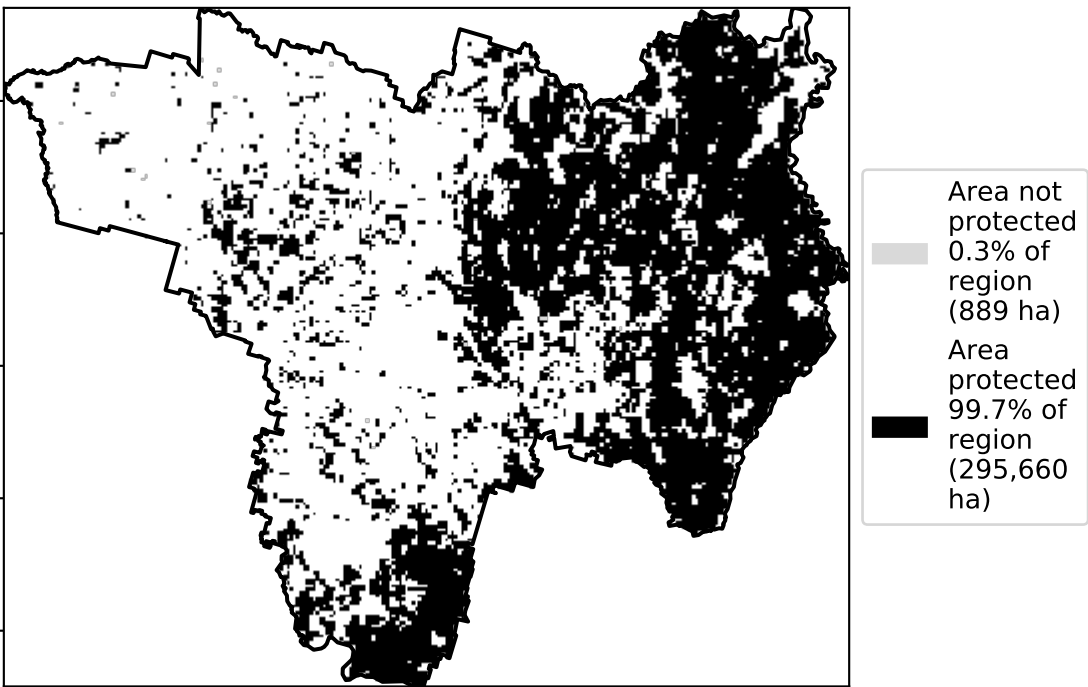 Area not
protected
0.3% of
region
(889 ha)
Area
protected
99.7% of
region
(295,660
ha)